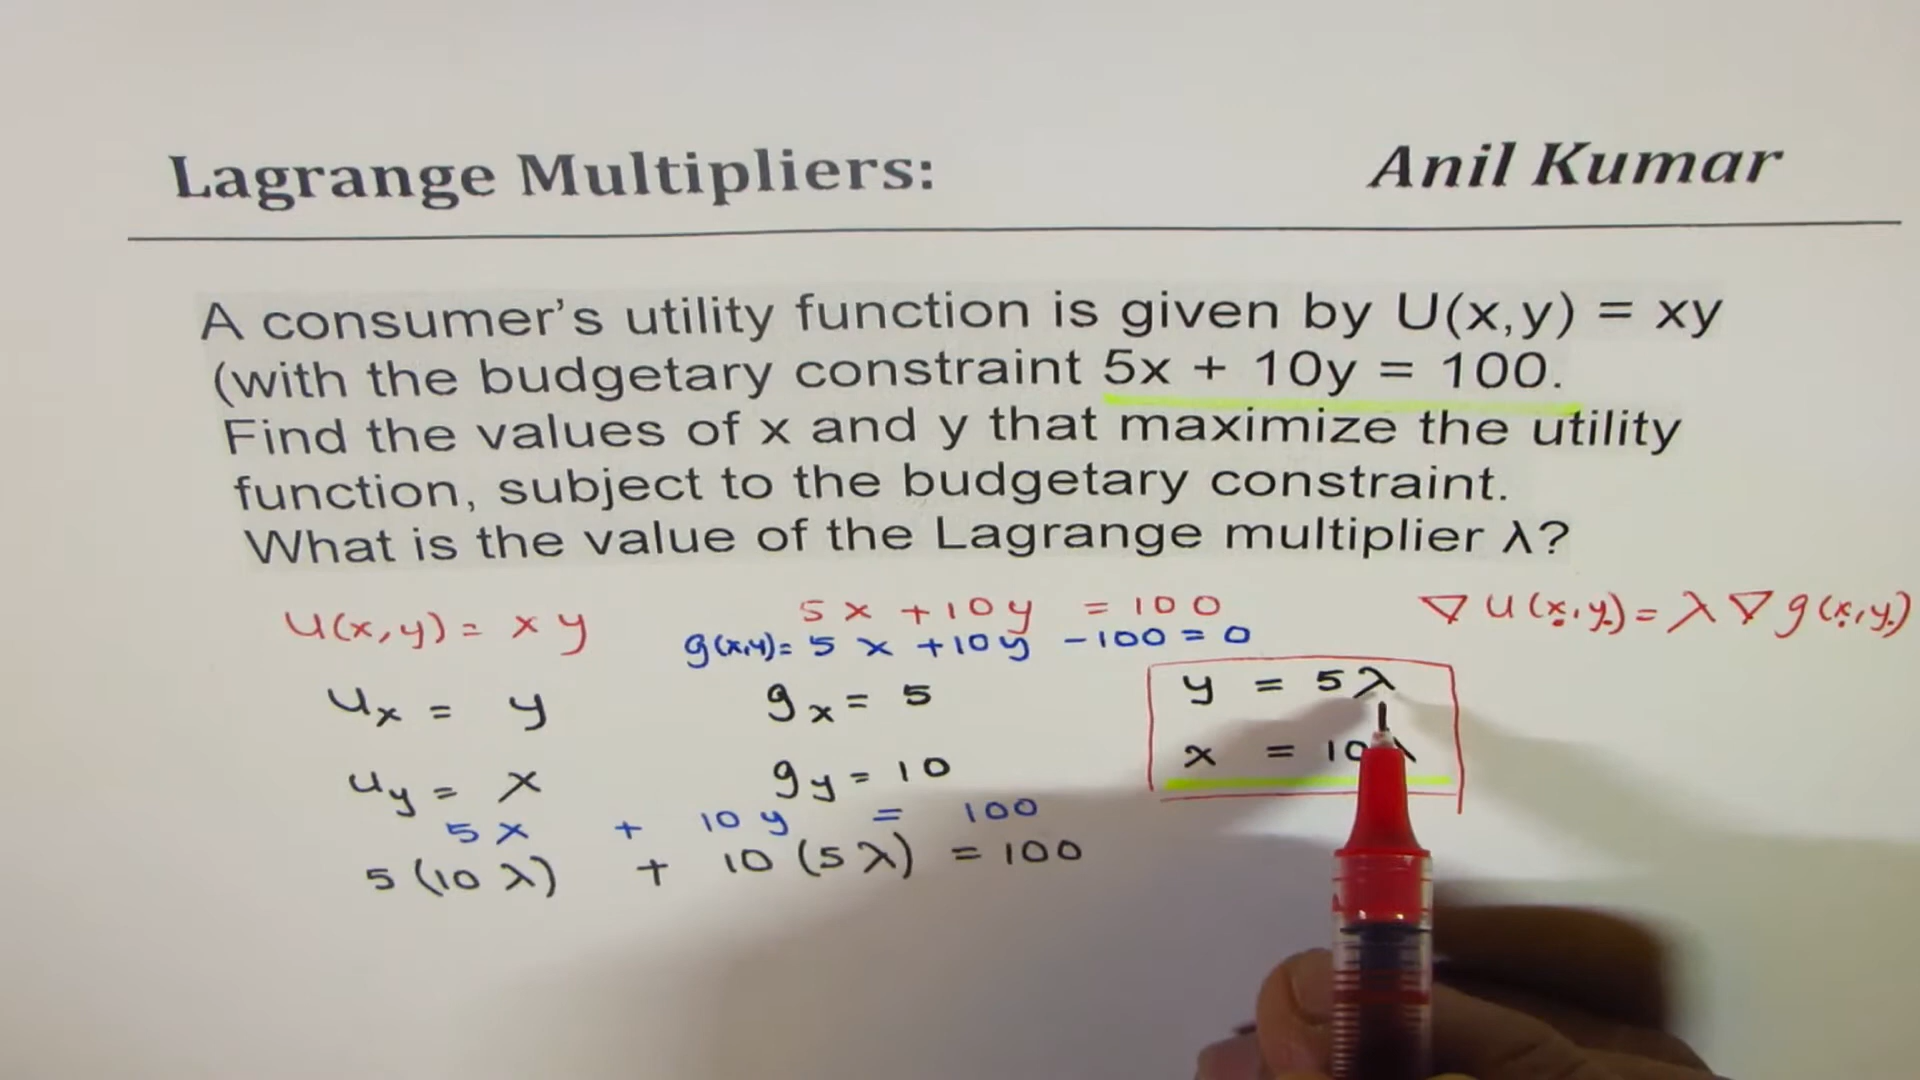 Lagrange Multipliers: Anil Kumar
A consumer's utility function is given by U(x,y) = xy
(with the budgetary constraint 5x + 10y = 100.
Find the values of x and y that maximize the utility
function, subject to the budgetary constraint.
What is the value of the Lagrange multiplier λ?
U(x,y) = xy
5x + 10y = 100
∇U(x,y) = λ∇g(x,y)
g(x,y) = 5x + 10y - 100 = 0
Ux = y
gx = 5
y = 5λ
Uy = x
gy = 10
x = 10λ
5x + 10y = 100
5(10λ) + 10(5λ) = 100